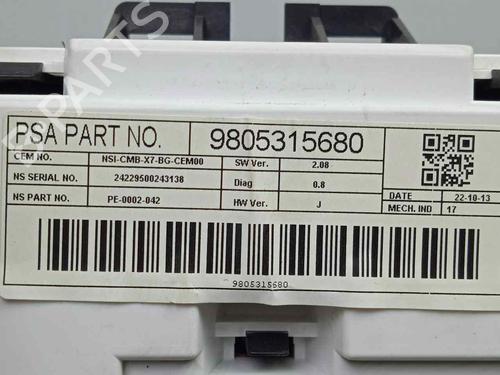 PARTS
PSA PART NO. 9805315680
CEM NO. NSI-CMB-X7-BG-CEM00 SW Ver. 2.08
NS SERIAL NO. 24229500243138 Diag 0.8
NS PART NO. PE-0002-042 HW Ver. J
DATE 22-10-13
MECH. IND 17
9805315680